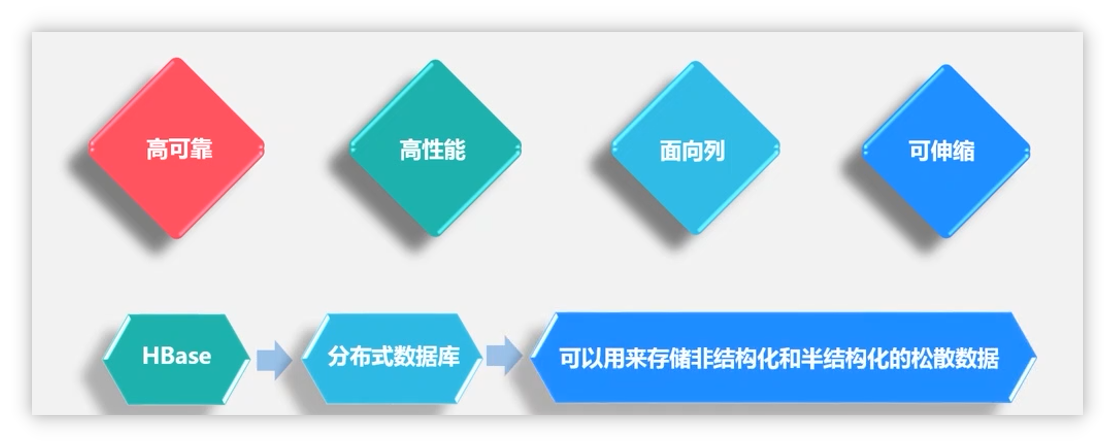 高可靠
高性能
面向列
可伸缩
HBase
分布式数据库
可以用来存储非结构化和半结构化的松散数据